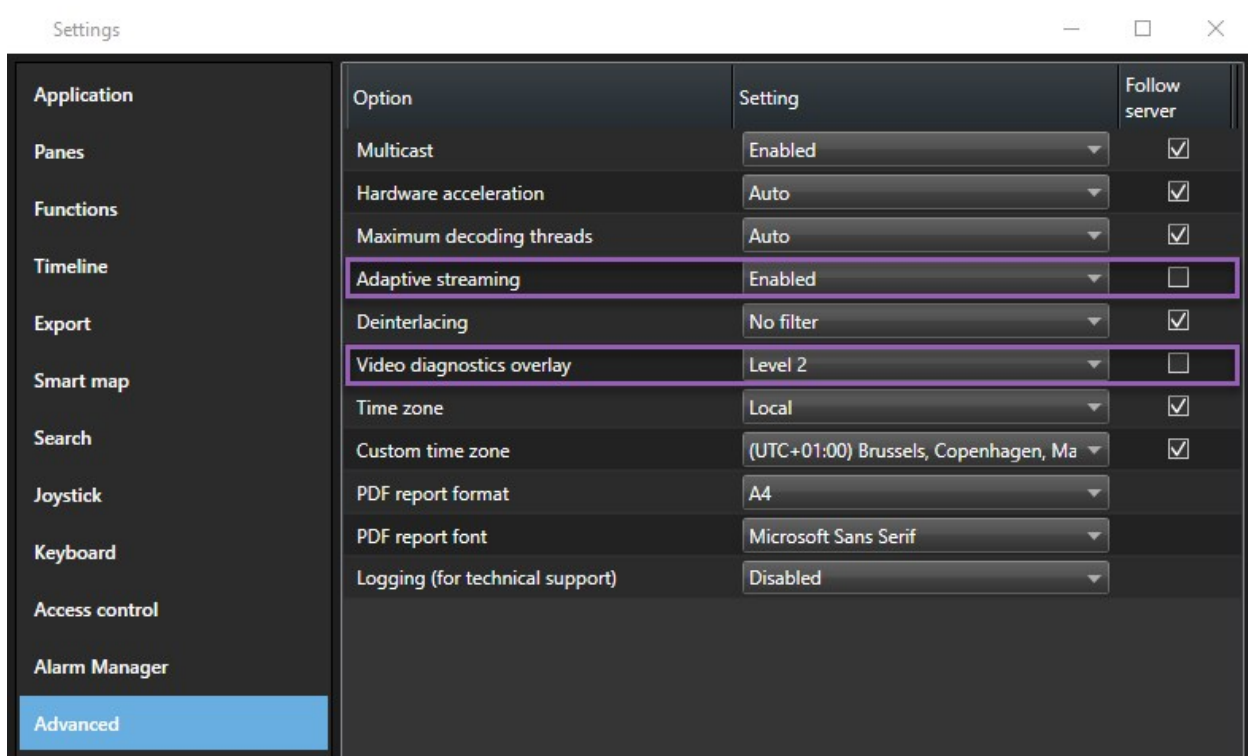 Settings
Application
Panes
Functions
Timeline
Export
Smart map
Search
Joystick
Keyboard
Access control
Alarm Manager
Advanced
Option Setting Follow server
Multicast Enabled
Hardware acceleration Auto
Maximum decoding threads Auto
Adaptive streaming Enabled
Deinterlacing No filter
Video diagnostics overlay Level 2
Time zone Local
Custom time zone (UTC+01:00) Brussels, Copenhagen, Ma
PDF report format A4
PDF report font Microsoft Sans Serif
Logging (for technical support) Disabled